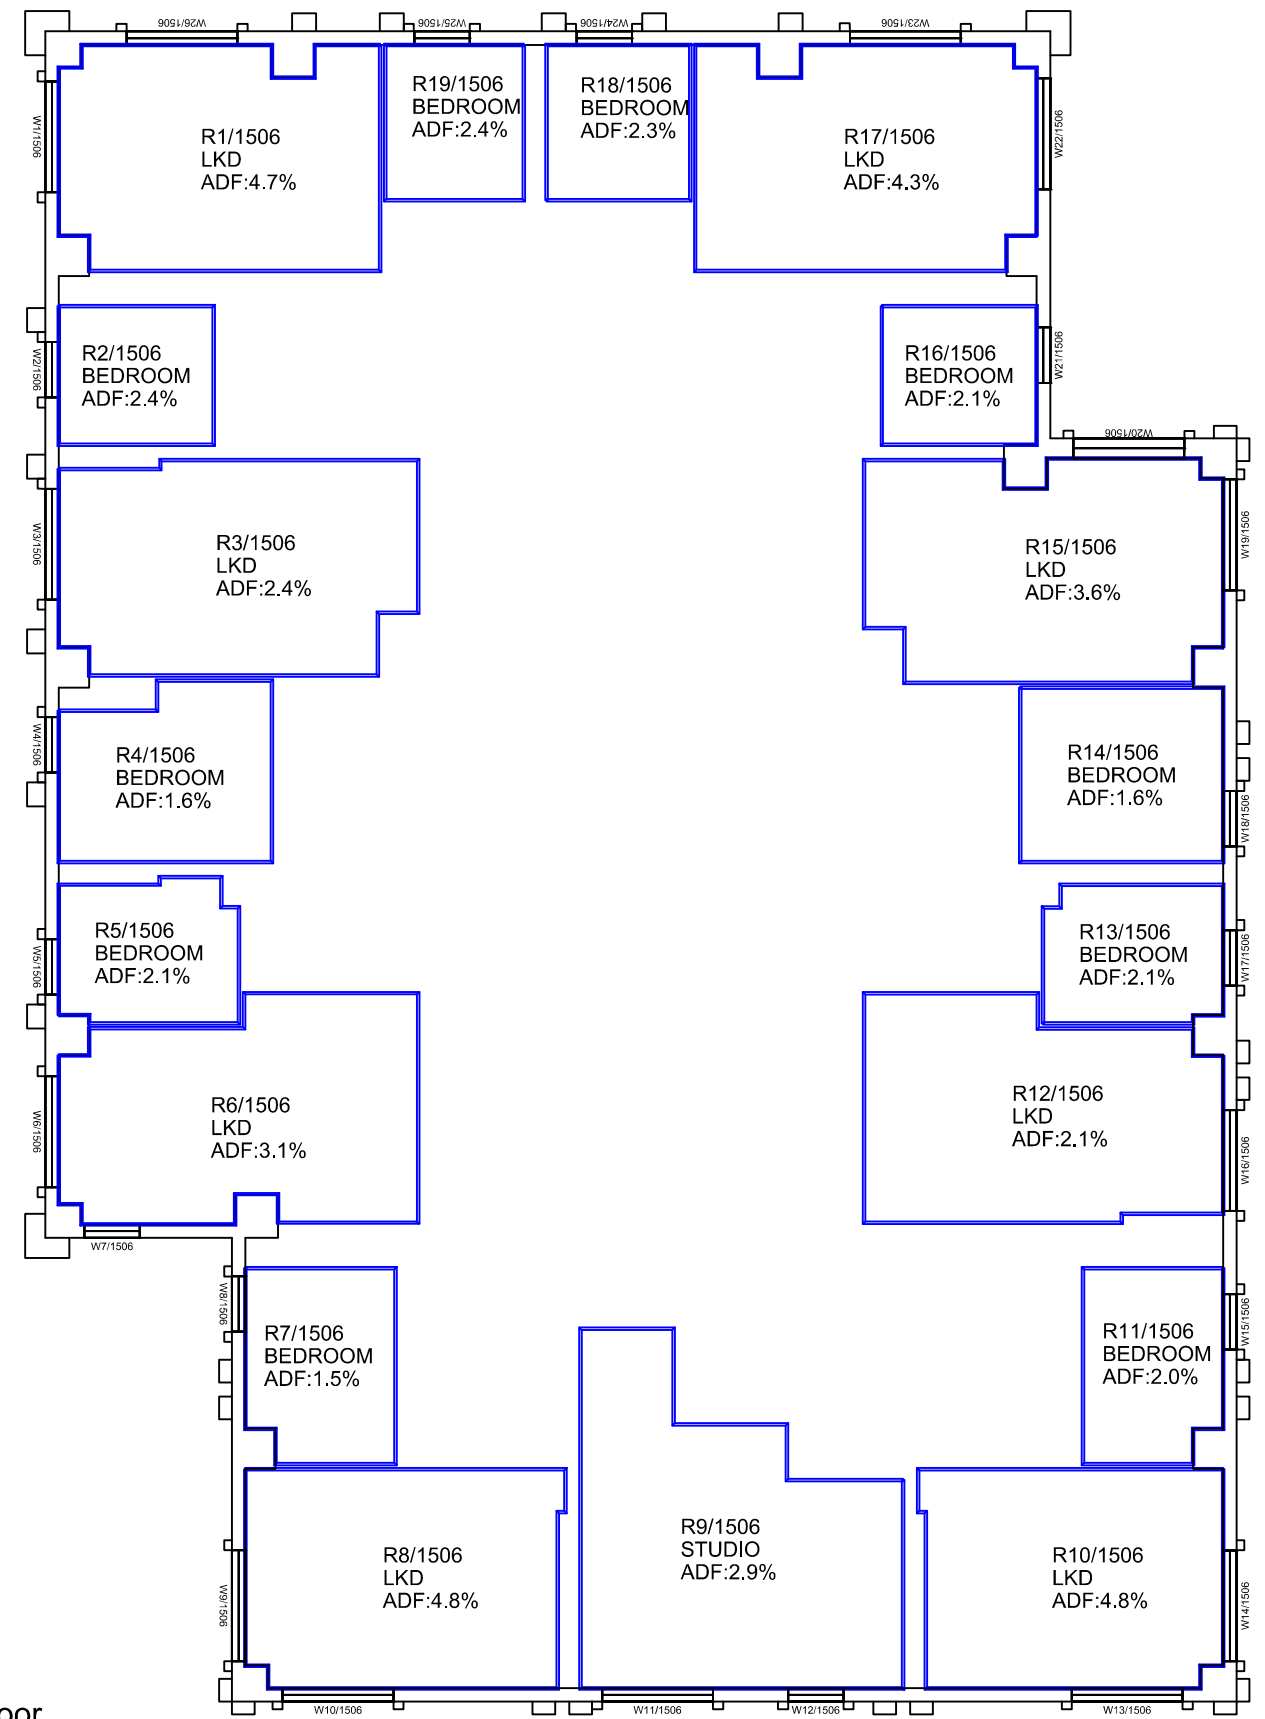 W26/1506
W25/1506
W24/1506
W23/1506
R19/1506
BEDROOM
ADF:2.4%
R18/1506
BEDROOM
ADF:2.3%
W1/1506
R1/1506
LKD
ADF:4.7%
R17/1506
LKD
ADF:4.3%
W22/1506
W2/1506
R2/1506
BEDROOM
ADF:2.4%
R16/1506
BEDROOM
ADF:2.1%
W21/1506
W20/1506
W3/1506
R3/1506
LKD
ADF:2.4%
R15/1506
LKD
ADF:3.6%
W19/1506
W4/1506
R4/1506
BEDROOM
ADF:1.6%
R14/1506
BEDROOM
ADF:1.6%
W18/1506
W5/1506
R5/1506
BEDROOM
ADF:2.1%
R13/1506
BEDROOM
ADF:2.1%
W17/1506
W6/1506
R6/1506
LKD
ADF:3.1%
R12/1506
LKD
ADF:2.1%
W16/1506
W7/1506
W8/1506
R7/1506
BEDROOM
ADF:1.5%
R11/1506
BEDROOM
ADF:2.0%
W15/1506
W9/1506
R8/1506
LKD
ADF:4.8%
R9/1506
STUDIO
ADF:2.9%
R10/1506
LKD
ADF:4.8%
W14/1506
W10/1506
W11/1506
W12/1506
W13/1506